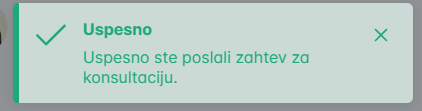 Uspesno
Uspesno ste poslali zahtev za
konsultaciju.